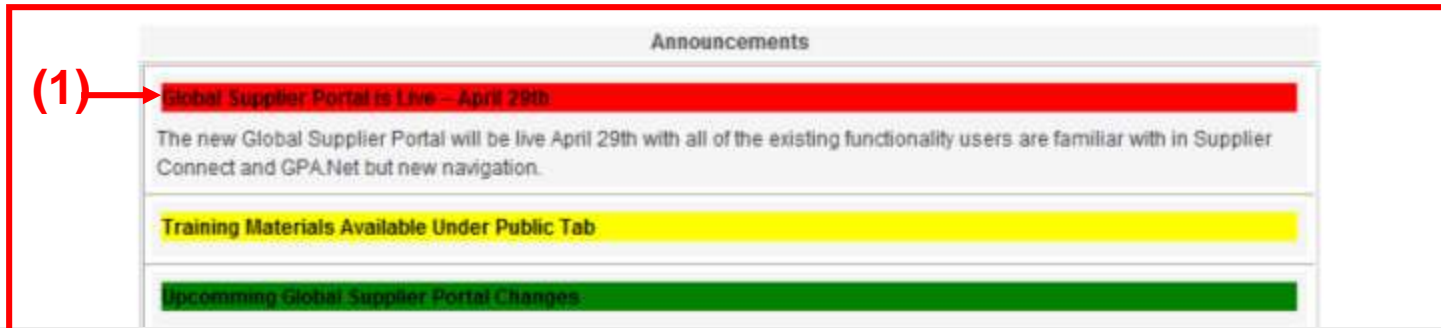 Announcements
(1)
Global Supplier Portal is Live – April 29th
The new Global Supplier Portal will be live April 29th with all of the existing functionality users are familiar with in Supplier
Connect and GPA.Net but new navigation.
Training Materials Available Under Public Tab
Upcomming Global Supplier Portal Changes